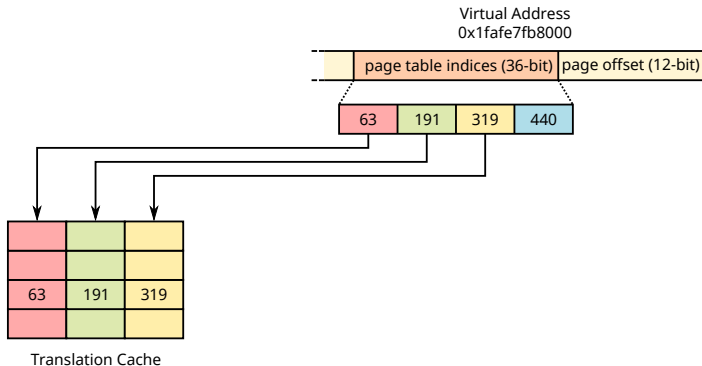 Virtual Address
0x1fafe7fb8000
page table indices (36-bit) page offset (12-bit)
63 191 319 440
63 191 319
Translation Cache